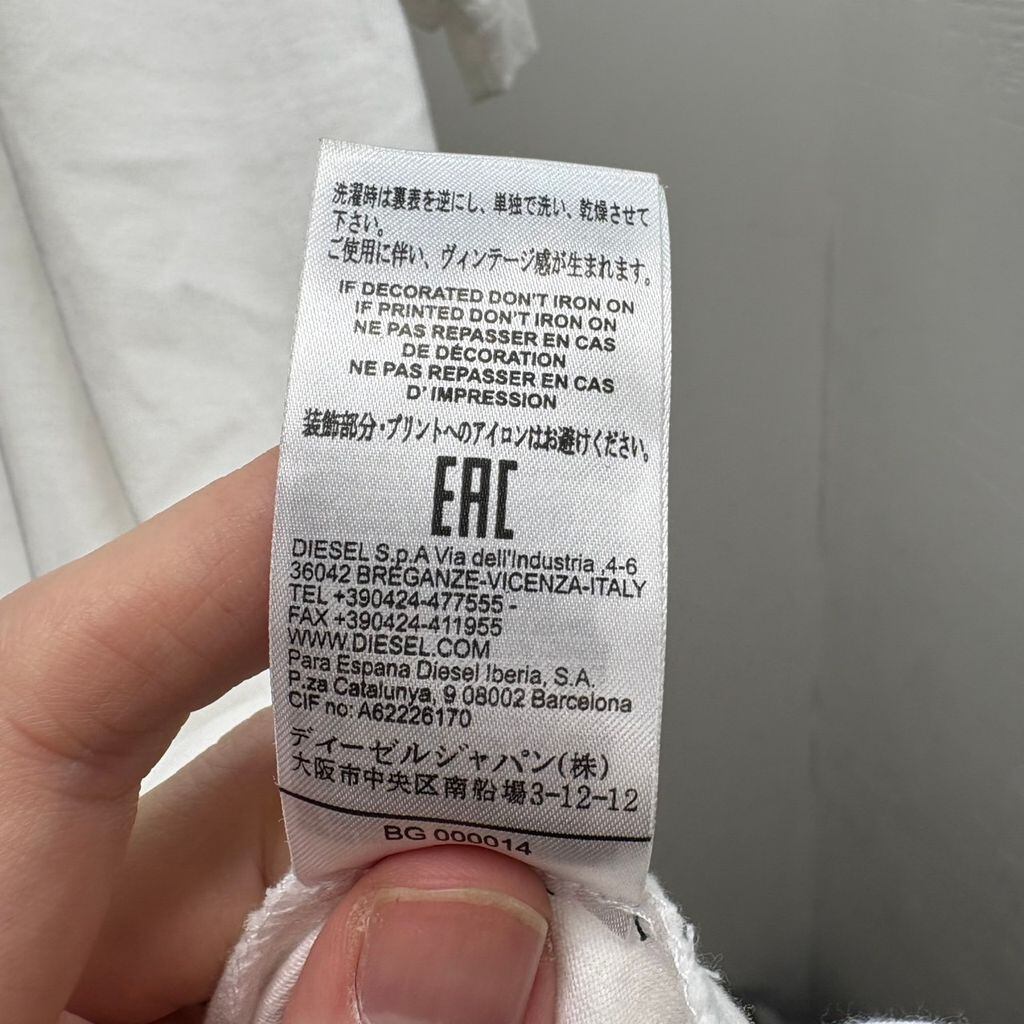 洗濯時は裏表を逆にし、単独で洗い、乾燥させて
下さい。
ご使用に伴い、ヴィンテージ感が生まれます。
IF DECORATED DON'T IRON ON
IF PRINTED DON'T IRON ON
NE PAS REPASSER EN CAS
DE DÉCORATION
NE PAS REPASSER EN CAS
D' IMPRESSION
装飾部分・プリントへのアイロンはお避けください。
EAC
DIESEL S.p.A Via dell'Industria ,4-6
36042 BREGANZE-VICENZA-ITALY
TEL +390424-477555 -
FAX +390424-411955
WWW.DIESEL.COM
Para Espana Diesel Iberia, S.A.
P.za Catalunya, 9 08002 Barcelona
CIF no: A62226170
ディーゼルジャパン(株)
大阪市中央区南船場3-12-12
BG 000014